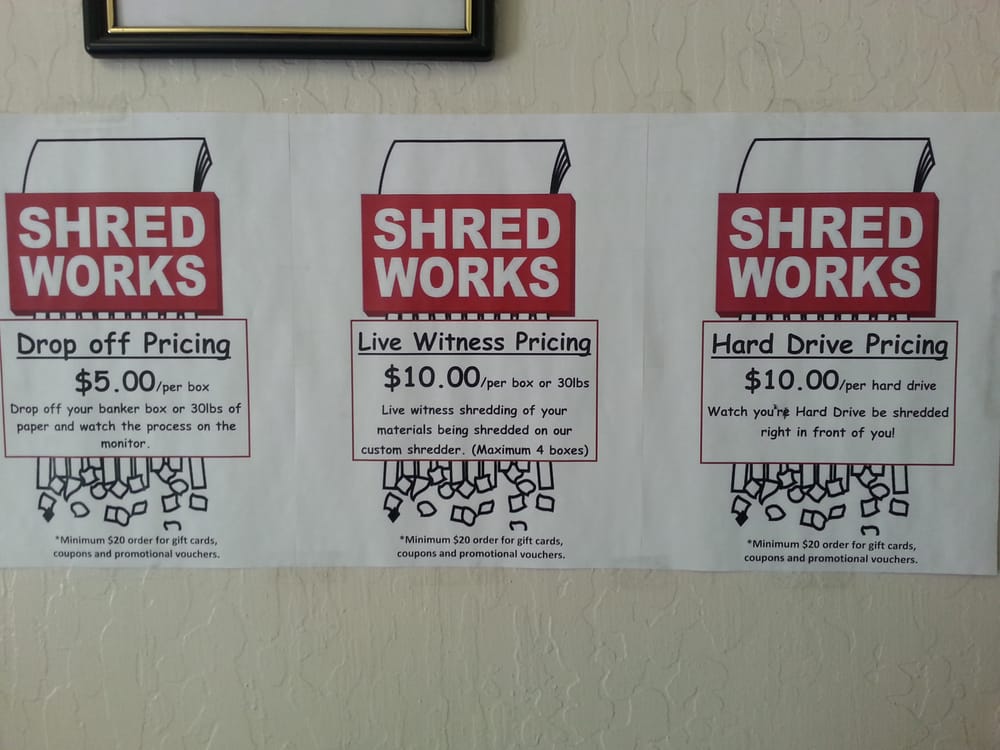 SHRED
WORKS
Drop off Pricing
$5.00/per box
Drop off your banker box or 30lbs of
paper and watch the process on the
monitor.
*Minimum $20 order for gift cards,
coupons and promotional vouchers.
SHRED
WORKS
Live Witness Pricing
$10.00/per box or 30lbs
Live witness shredding of your
materials being shredded on our
custom shredder. (Maximum 4 boxes)
*Minimum $20 order for gift cards,
coupons and promotional vouchers.
SHRED
WORKS
Hard Drive Pricing
$10.00/per hard drive
Watch you're Hard Drive be shredded
right in front of you!
*Minimum $20 order for gift cards,
coupons and promotional vouchers.